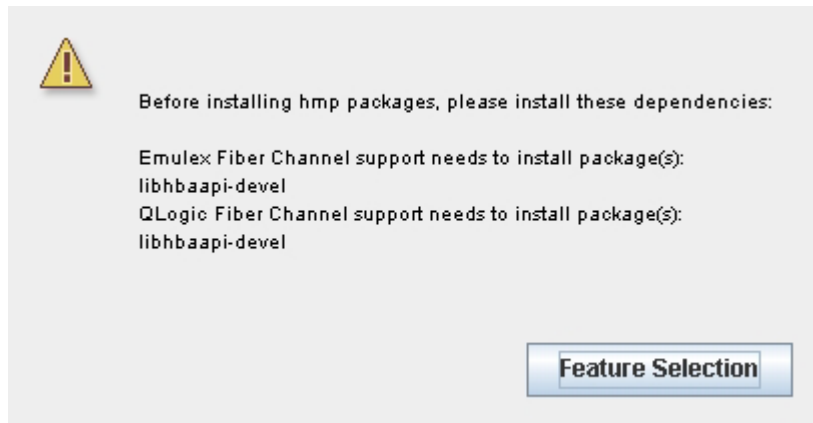 Before installing hmp packages, please install these dependencies:
Emulex Fiber Channel support needs to install package(s):
libhbaapi-devel
QLogic Fiber Channel support needs to install package(s):
libhbaapi-devel
Feature Selection